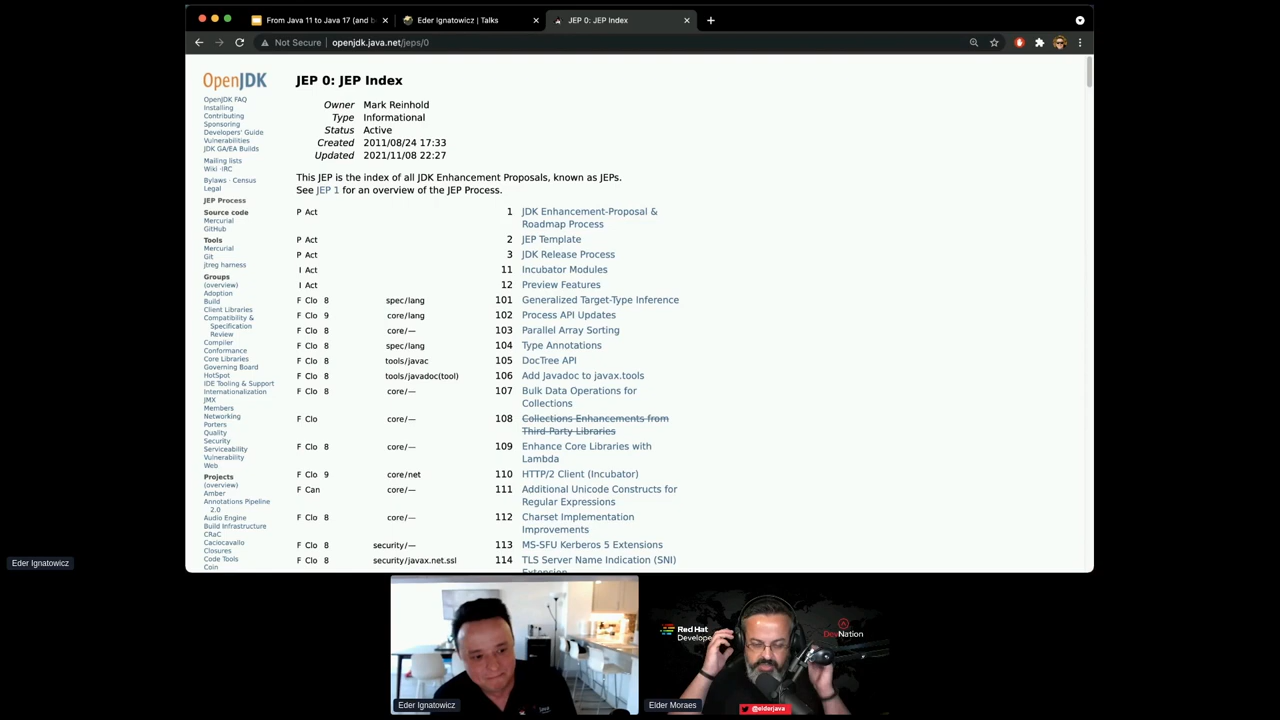 From Java 11 to Java 17 (and b
Eder Ignatowicz | Talks
JEP 0: JEP Index
Not Secure | openjdk.java.net/jeps/0
OpenJDK
OpenJDK FAQ
Installing
Contributing
Sponsoring
Developers' Guide
Vulnerabilities
JDK GA/EA Builds
Mailing lists
Wiki · IRC
Bylaws · Census
Legal
JEP Process
Source code
Mercurial
GitHub
Tools
Mercurial
Git
jtreg harness
Groups
(overview)
Adoption
Build
Client Libraries
Compatibility &
Specification
Review
Compiler
Conformance
Core Libraries
Governing Board
HotSpot
IDE Tooling & Support
Internationalization
JMX
Members
Networking
Porters
Quality
Security
Serviceability
Vulnerability
Web
Projects
(overview)
Amber
Annotations Pipeline
2.0
Audio Engine
Build Infrastructure
CRaC
Caciocavallo
Closures
Code Tools
Coin
JEP 0: JEP Index
Owner Mark Reinhold
Type Informational
Status Active
Created 2011/08/24 17:33
Updated 2021/11/08 22:27
This JEP is the index of all JDK Enhancement Proposals, known as JEPs.
See JEP 1 for an overview of the JEP Process.
P Act 1 JDK Enhancement-Proposal &
Roadmap Process
P Act 2 JEP Template
P Act 3 JDK Release Process
I Act 11 Incubator Modules
I Act 12 Preview Features
F Clo 8 spec/lang 101 Generalized Target-Type Inference
F Clo 9 core/lang 102 Process API Updates
F Clo 8 core/— 103 Parallel Array Sorting
F Clo 8 spec/lang 104 Type Annotations
F Clo 8 tools/javac 105 DocTree API
F Clo 8 tools/javadoc(tool) 106 Add Javadoc to javax.tools
F Clo 8 core/— 107 Bulk Data Operations for
Collections
F Clo core/— 108 Collections Enhancements from
Third-Party Libraries
F Clo 8 core/— 109 Enhance Core Libraries with
Lambda
F Clo 9 core/net 110 HTTP/2 Client (Incubator)
F Can core/— 111 Additional Unicode Constructs for
Regular Expressions
F Clo 8 core/— 112 Charset Implementation
Improvements
F Clo 8 security/— 113 MS-SFU Kerberos 5 Extensions
F Clo 8 security/javax.net.ssl 114 TLS Server Name Indication (SNI)
Extension
Eder Ignatowicz
Eder Ignatowicz
Red Hat
Develope
DevNation
Elder Moraes
@elderjava